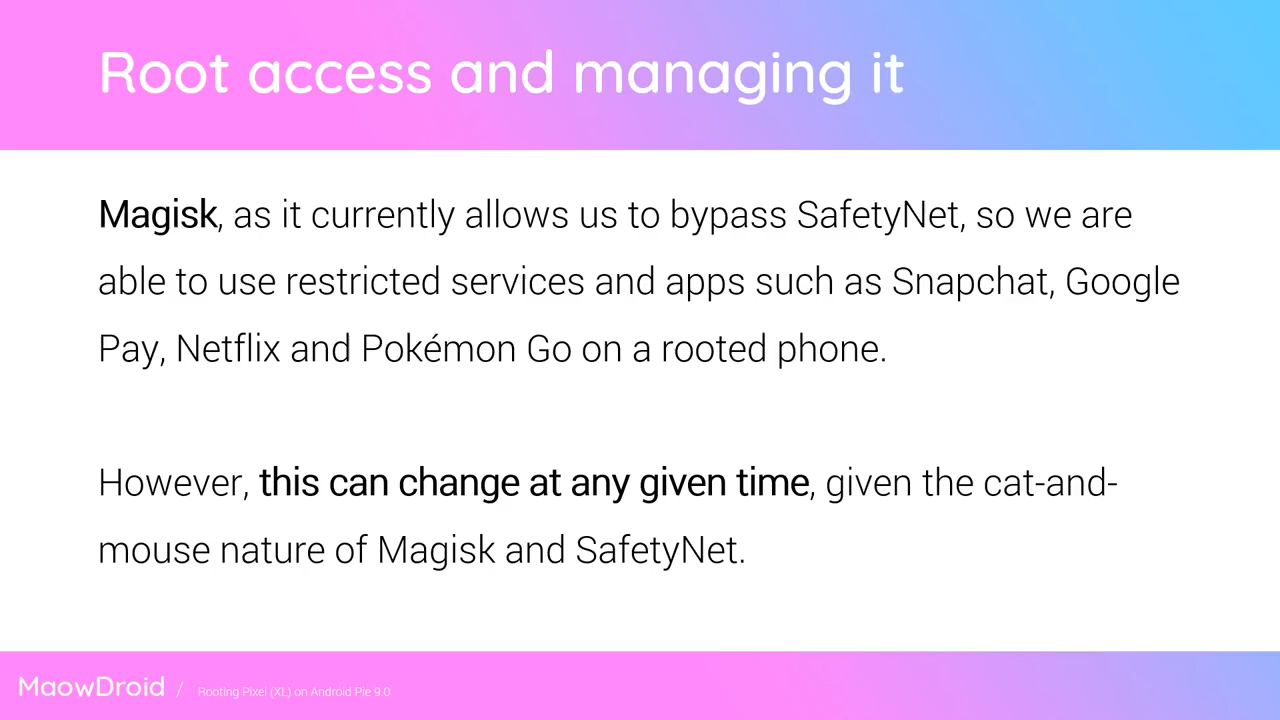 Root access and managing it
Magisk, as it currently allows us to bypass SafetyNet, so we are
able to use restricted services and apps such as Snapchat, Google
Pay, Netflix and Pokémon Go on a rooted phone.
However, this can change at any given time, given the cat-and-
mouse nature of Magisk and SafetyNet.
MaowDroid / Rooting Pixel (XL) on Android Pie 9.0